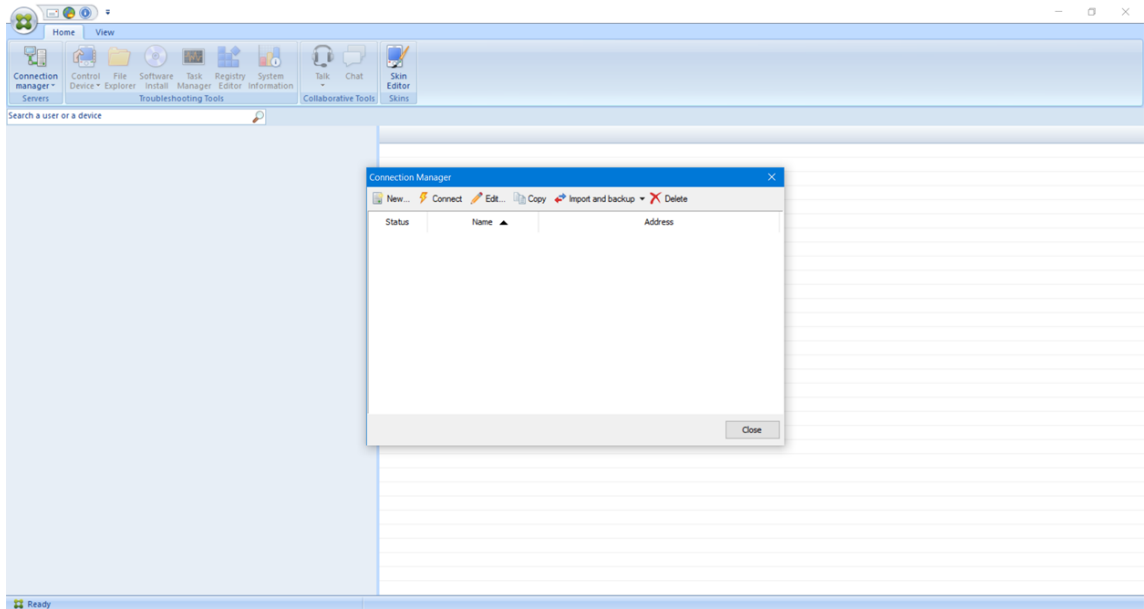 Home View
Connection manager
Control Device
File Explorer
Software Install
Task Manager
Registry Editor
System Information
Talk
Chat
Skin Editor
Servers
Troubleshooting Tools
Collaborative Tools
Skins
Search a user or a device
Connection Manager
New... Connect Edit... Copy Import and backup Delete
Status Name Address
Close
Ready